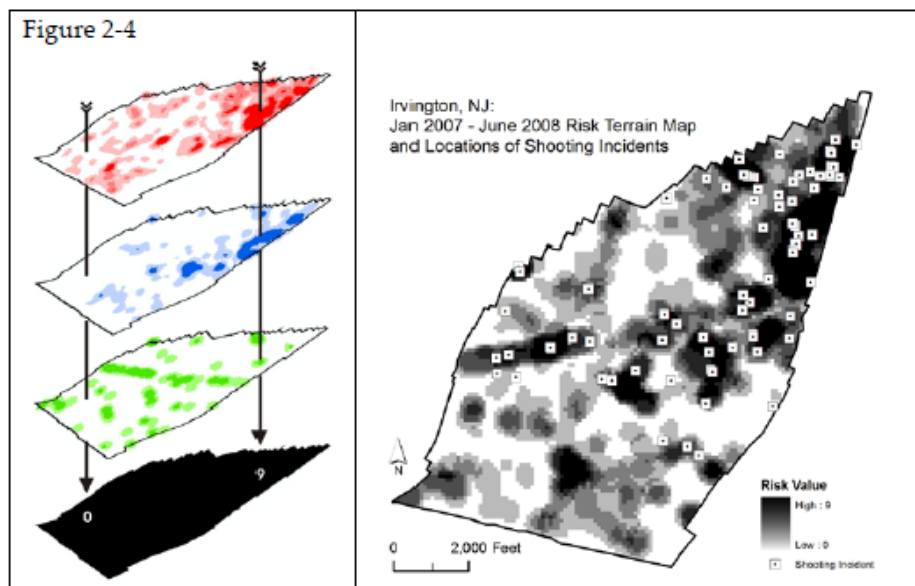 Figure 2-4
0
9
Irvington, NJ:
Jan 2007 - June 2008 Risk Terrain Map
and Locations of Shooting Incidents
N
0 2,000 Feet
Risk Value
High : 9
Low : 0
Shooting Incident